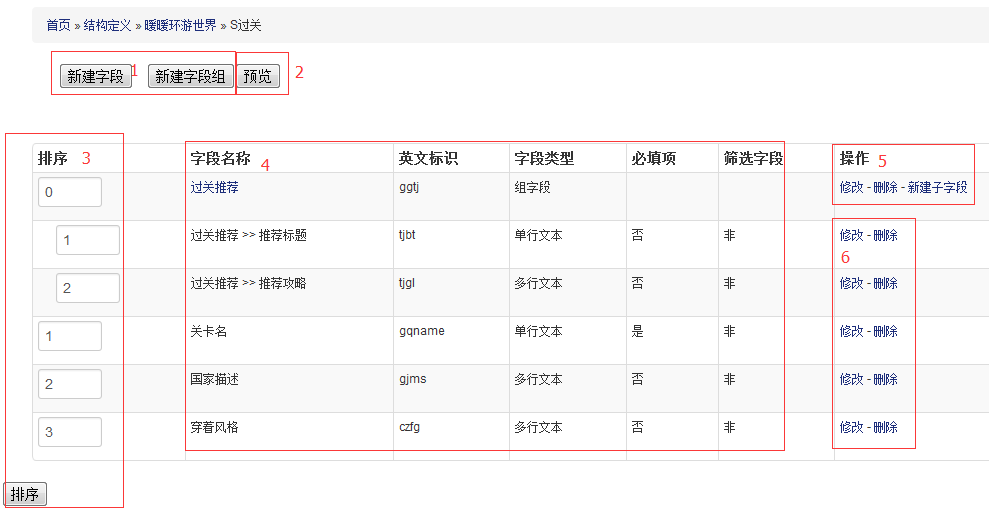 首页 » 结构定义 » 暖暖环游世界 » S过关
新建字段 1 新建字段组 预览 2
排序 3 字段名称 4 英文标识 字段类型 必填项 筛选字段 操作 5
0 过关推荐 ggtj 组字段 修改 - 删除 - 新建子字段
1 过关推荐 >> 推荐标题 tjbt 单行文本 否 非 修改 - 删除
6
2 过关推荐 >> 推荐攻略 tjgl 多行文本 否 非 修改 - 删除
1 关卡名 gqname 单行文本 是 非 修改 - 删除
2 国家描述 gjms 多行文本 否 非 修改 - 删除
3 穿着风格 czfg 多行文本 否 非 修改 - 删除
排序